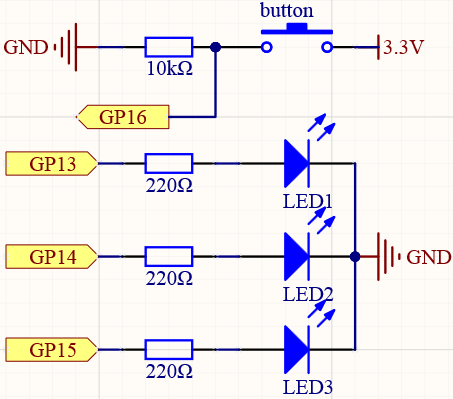 button
GND
10kΩ
3.3V
GP16
GP13
220Ω
LED1
GP14
220Ω
LED2
GND
GP15
220Ω
LED3